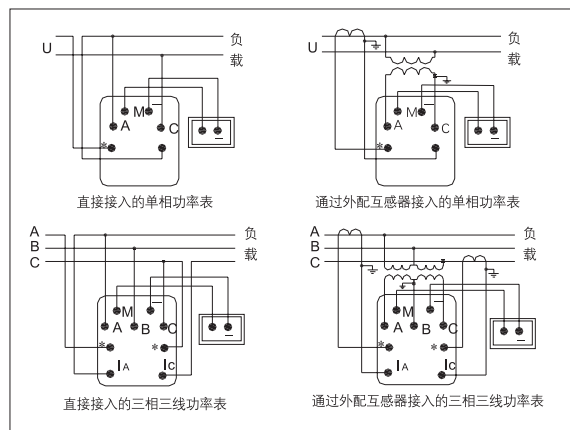 U
负
载
M
—
A
C
*
—
直接接入的单相功率表
U
负
载
M
—
A
C
*
—
通过外配互感器接入的单相功率表
A
B
C
负
载
M
—
A
B
C
*
*
IA
Ic
—
直接接入的三相三线功率表
A
B
C
负
载
M
—
A
B
C
*
*
IA
Ic
—
通过外配互感器接入的三相三线功率表